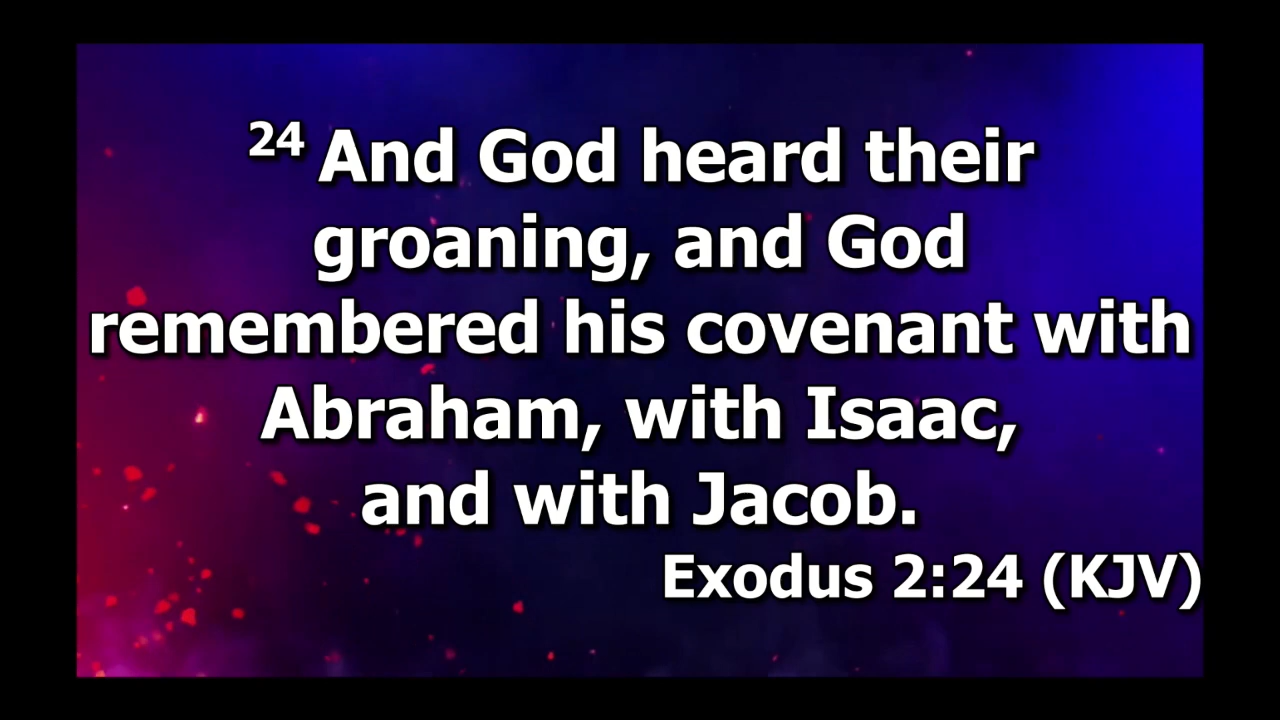 24 And God heard their
groaning, and God
remembered his covenant with
Abraham, with Isaac,
and with Jacob.
Exodus 2:24 (KJV)